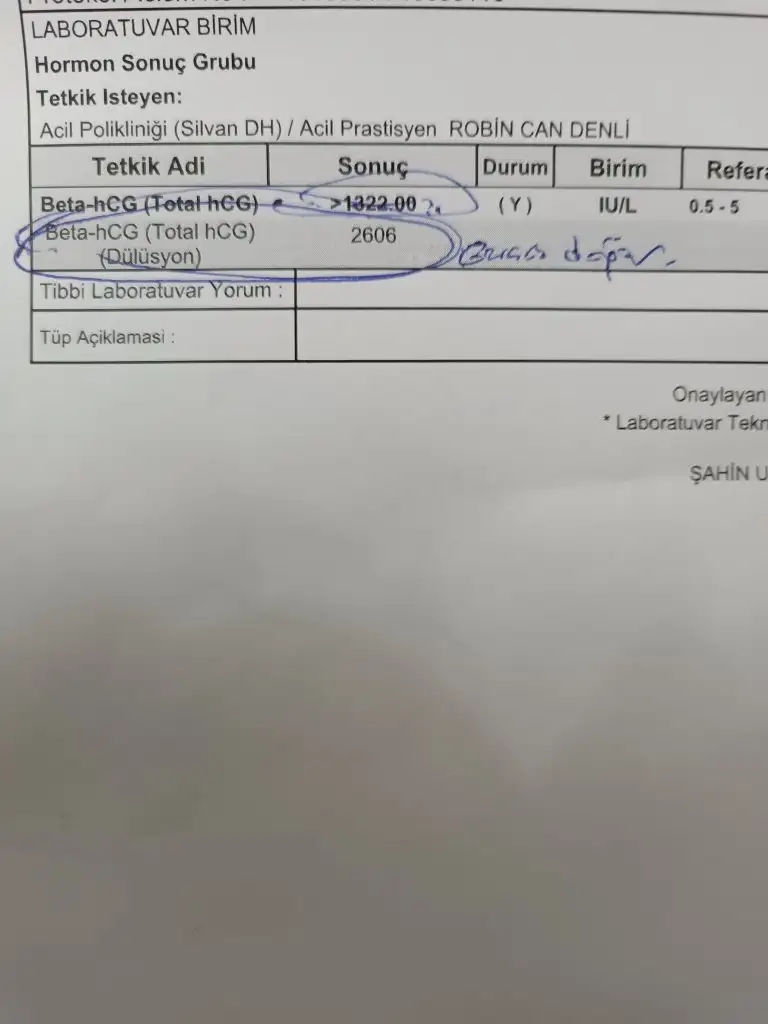 LABORATUVAR BİRİM
Hormon Sonuç Grubu
Tetkik Isteyen:
Acil Polikliniği (Silvan DH) / Acil Prastisyen ROBİN CAN DENLİ
Tetkik Adi Sonuç Durum Birim Refera
Beta-hCG (Total hCG) >1322.00 ? ( Y ) IU/L 0.5 - 5
Beta-hCG (Total hCG) 2606
(Dülüsyon)
Tibbi Laboratuvar Yorum :
Tüp Açiklamasi :
Onaylayan
* Laboratuvar Tekn
ŞAHİN U